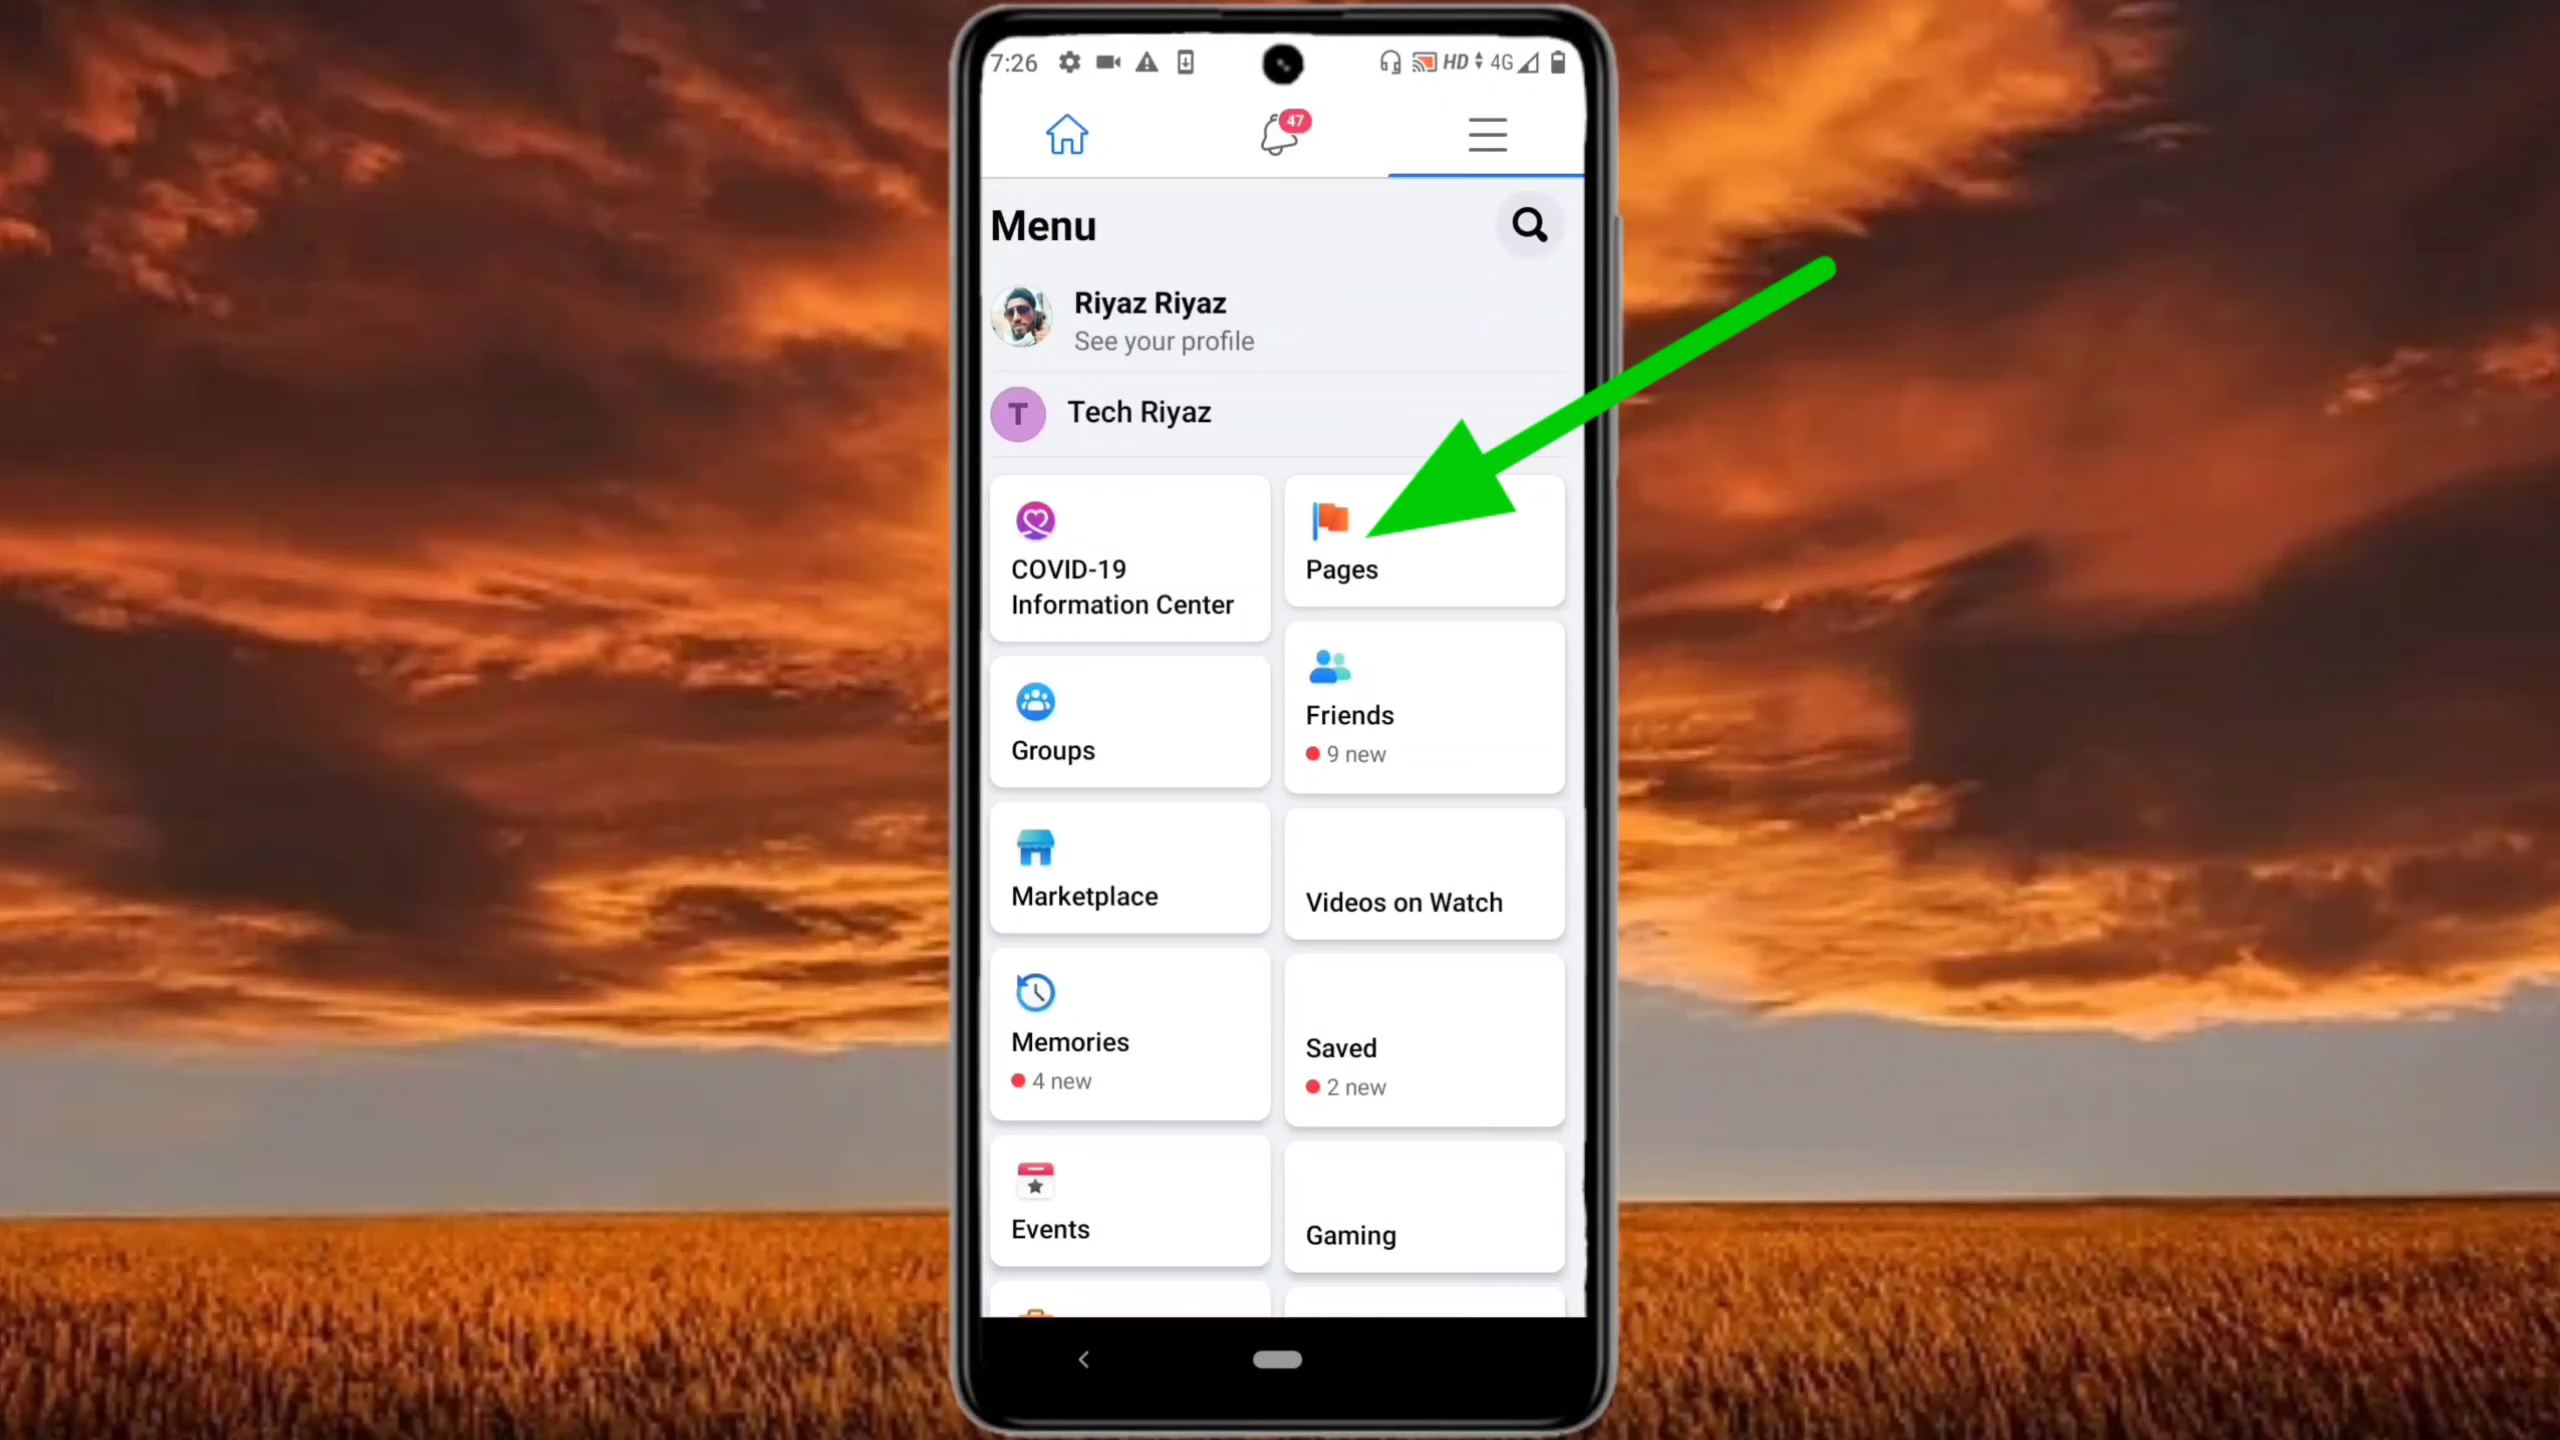 7:26
HD 4G
47
Menu
Riyaz Riyaz
See your profile
T
Tech Riyaz
COVID-19
Information Center
Pages
Groups
Friends
9 new
Marketplace
Videos on Watch
Memories
4 new
Saved
2 new
Events
Gaming